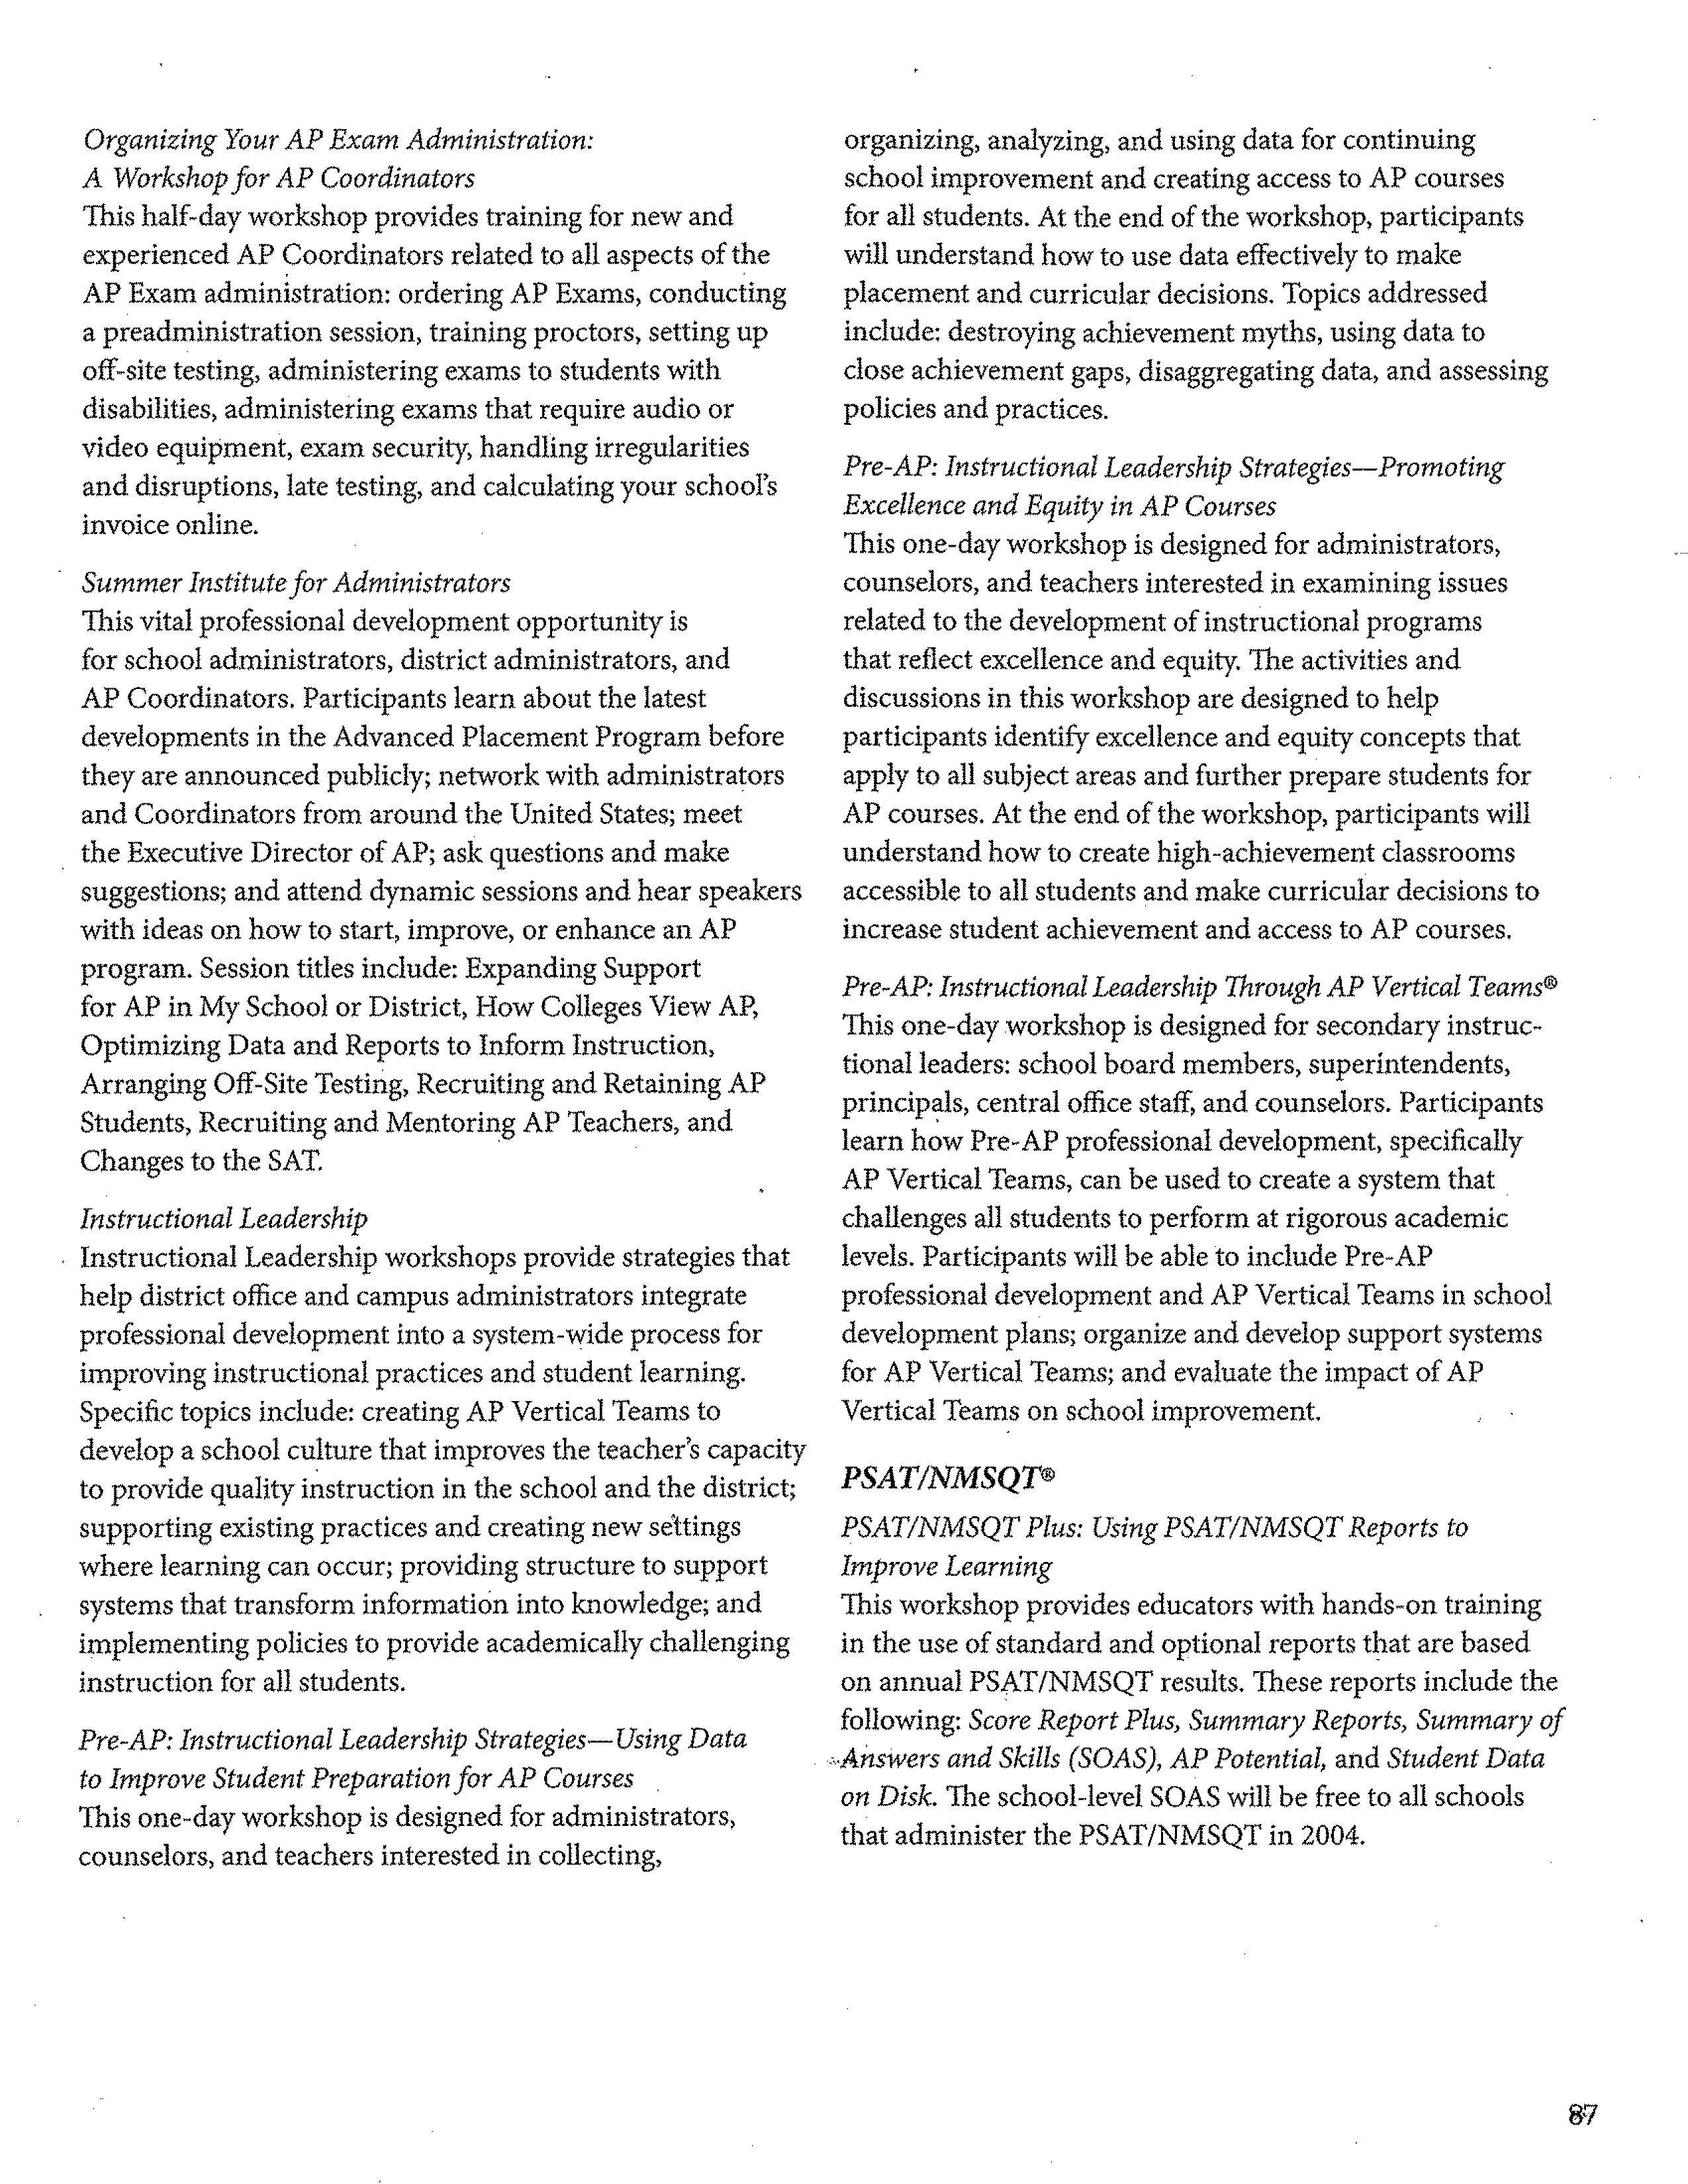 Organizing Your AP Exam Administration:
A Workshop for AP Coordinators
This half-day workshop provides training for new and
experienced AP Coordinators related to all aspects of the
AP Exam administration: ordering AP Exams, conducting
a preadministration session, training proctors, setting up
off-site testing, administering exams to students with
disabilities, administering exams that require audio or
video equipment, exam security, handling irregularities
and disruptions, late testing, and calculating your school's
invoice online.
Summer Institute for Administrators
This vital professional development opportunity is
for school administrators, district administrators, and
AP Coordinators. Participants learn about the latest
developments in the Advanced Placement Program before
they are announced publicly; network with administrators
and Coordinators from around the United States; meet
the Executive Director of AP; ask questions and make
suggestions; and attend dynamic sessions and hear speakers
with ideas on how to start, improve, or enhance an AP
program. Session titles include: Expanding Support
for AP in My School or District, How Colleges View AP,
Optimizing Data and Reports to Inform Instruction,
Arranging Off-Site Testing, Recruiting and Retaining AP
Students, Recruiting and Mentoring AP Teachers, and
Changes to the SAT.
Instructional Leadership
Instructional Leadership workshops provide strategies that
help district office and campus administrators integrate
professional development into a system-wide process for
improving instructional practices and student learning.
Specific topics include: creating AP Vertical Teams to
develop a school culture that improves the teacher's capacity
to provide quality instruction in the school and the district;
supporting existing practices and creating new settings
where learning can occur; providing structure to support
systems that transform information into knowledge; and
implementing policies to provide academically challenging
instruction for all students.
Pre-AP: Instructional Leadership Strategies—Using Data
to Improve Student Preparation for AP Courses
This one-day workshop is designed for administrators,
counselors, and teachers interested in collecting,
organizing, analyzing, and using data for continuing
school improvement and creating access to AP courses
for all students. At the end of the workshop, participants
will understand how to use data effectively to make
placement and curricular decisions. Topics addressed
include: destroying achievement myths, using data to
close achievement gaps, disaggregating data, and assessing
policies and practices.
Pre-AP: Instructional Leadership Strategies—Promoting
Excellence and Equity in AP Courses
This one-day workshop is designed for administrators,
counselors, and teachers interested in examining issues
related to the development of instructional programs
that reflect excellence and equity. The activities and
discussions in this workshop are designed to help
participants identify excellence and equity concepts that
apply to all subject areas and further prepare students for
AP courses. At the end of the workshop, participants will
understand how to create high-achievement classrooms
accessible to all students and make curricular decisions to
increase student achievement and access to AP courses.
Pre-AP: Instructional Leadership Through AP Vertical Teams®
This one-day workshop is designed for secondary instruc-
tional leaders: school board members, superintendents,
principals, central office staff, and counselors. Participants
learn how Pre-AP professional development, specifically
AP Vertical Teams, can be used to create a system that
challenges all students to perform at rigorous academic
levels. Participants will be able to include Pre-AP
professional development and AP Vertical Teams in school
development plans; organize and develop support systems
for AP Vertical Teams; and evaluate the impact of AP
Vertical Teams on school improvement.
PSAT/NMSQT®
PSAT/NMSQT Plus: Using PSAT/NMSQT Reports to
Improve Learning
This workshop provides educators with hands-on training
in the use of standard and optional reports that are based
on annual PSAT/NMSQT results. These reports include the
following: Score Report Plus, Summary Reports, Summary of
Answers and Skills (SOAS), AP Potential, and Student Data
on Disk. The school-level SOAS will be free to all schools
that administer the PSAT/NMSQT in 2004.
87